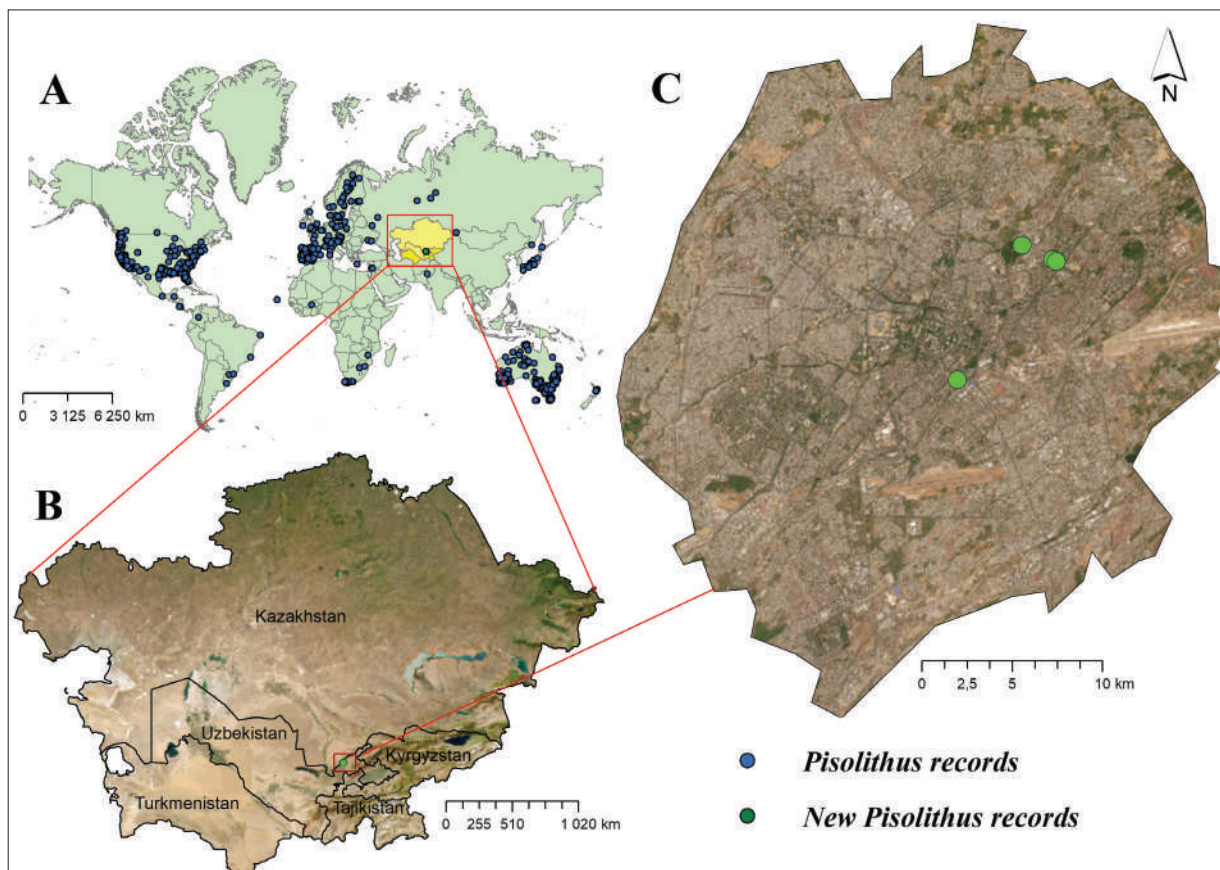 A
0 3 125 6 250 km
B
Kazakhstan
Uzbekistan
Kyrgyzstan
Turkmenistan
Tajikistan
0 255 510 1 020 km
C
N
0 2,5 5 10 km
Pisolithus records
New Pisolithus records